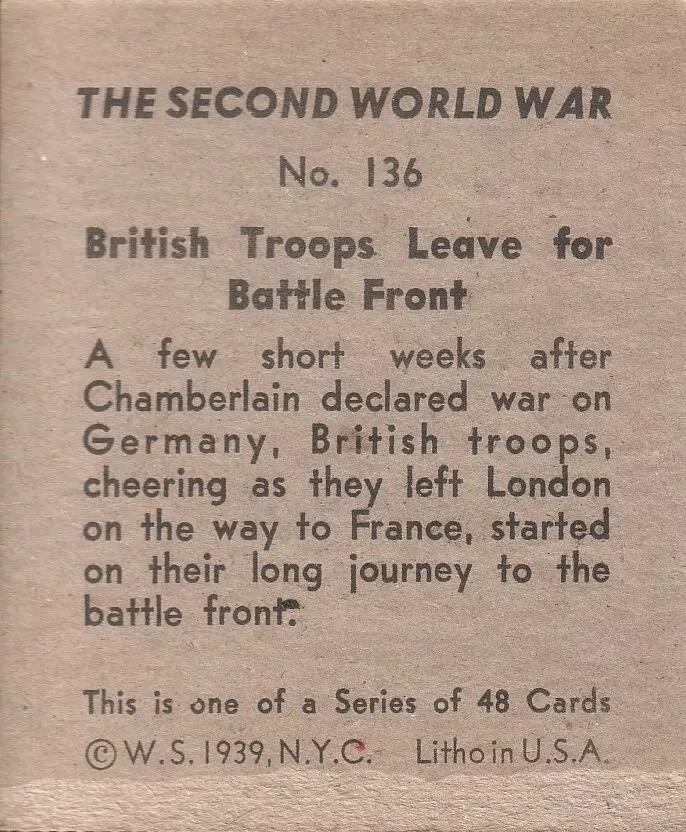 THE SECOND WORLD WAR
No. 136
British Troops Leave for
Battle Front
A few short weeks after
Chamberlain declared war on
Germany, British troops,
cheering as they left London
on the way to France, started
on their long journey to the
battle front.
This is one of a Series of 48 Cards
©W.S. 1939, N.Y.C. Litho in U.S.A.